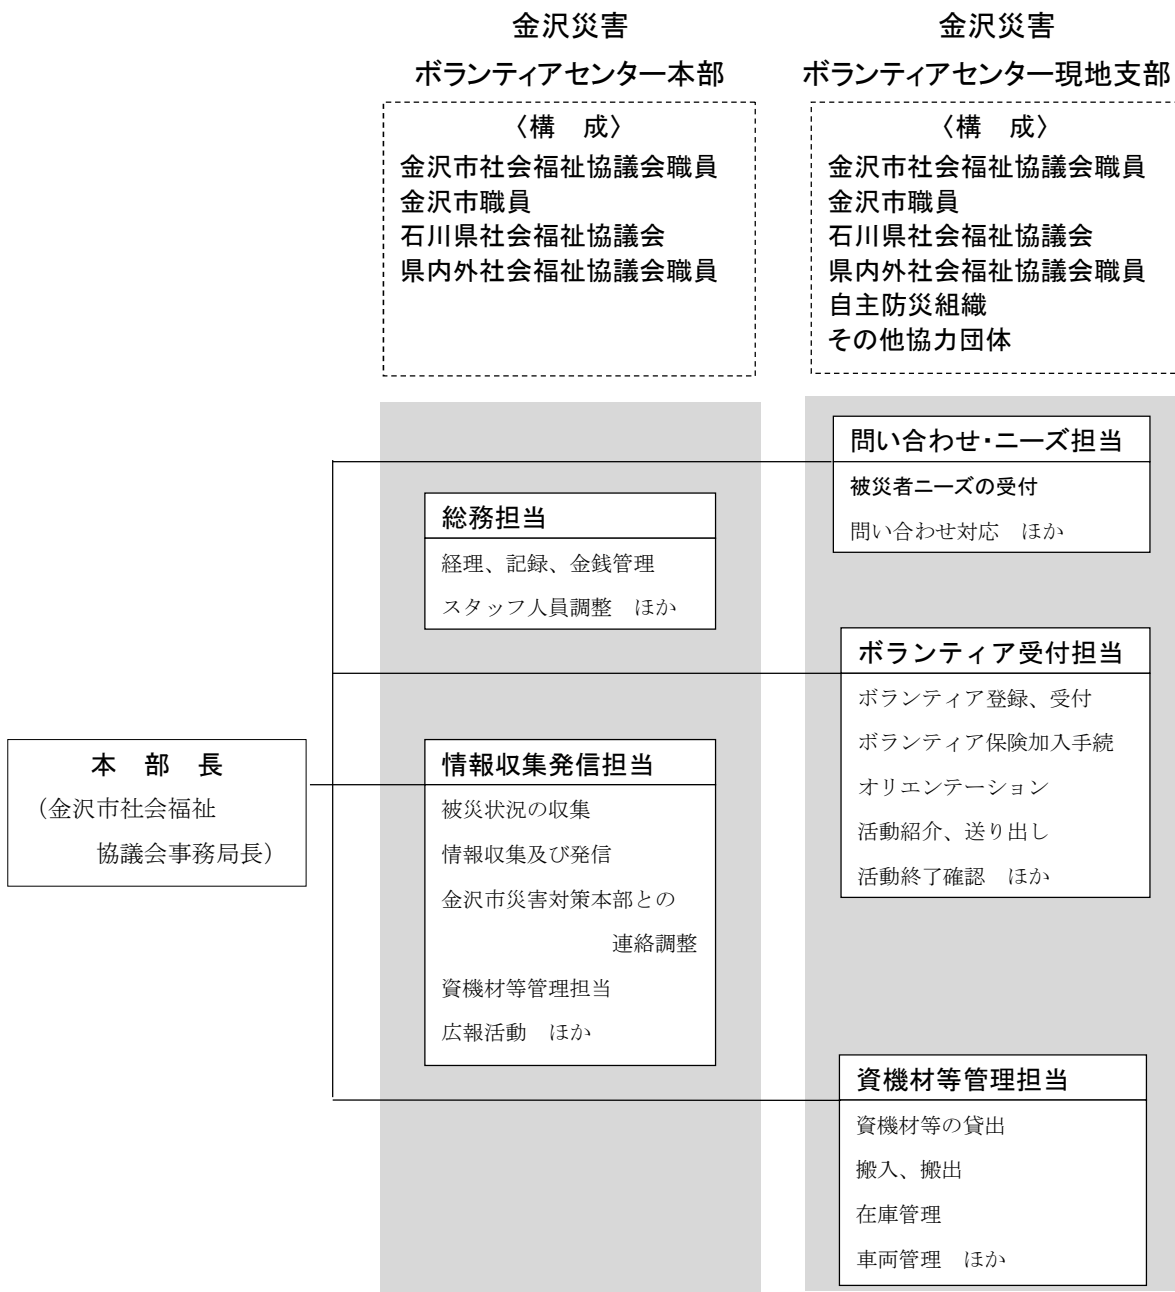 金沢災害
ボランティアセンター本部
〈構　成〉
金沢市社会福祉協議会職員
金沢市職員
石川県社会福祉協議会
県内外社会福祉協議会職員
金沢災害
ボランティアセンター現地支部
〈構　成〉
金沢市社会福祉協議会職員
金沢市職員
石川県社会福祉協議会
県内外社会福祉協議会職員
自主防災組織
その他協力団体
本　部　長
（金沢市社会福祉
協議会事務局長）
総務担当
経理、記録、金銭管理
スタッフ人員調整　ほか
情報収集発信担当
被災状況の収集
情報収集及び発信
金沢市災害対策本部との
連絡調整
資機材等管理担当
広報活動　ほか
問い合わせ・ニーズ担当
被災者ニーズの受付
問い合わせ対応　ほか
ボランティア受付担当
ボランティア登録、受付
ボランティア保険加入手続
オリエンテーション
活動紹介、送り出し
活動終了確認　ほか
資機材等管理担当
資機材等の貸出
搬入、搬出
在庫管理
車両管理　ほか